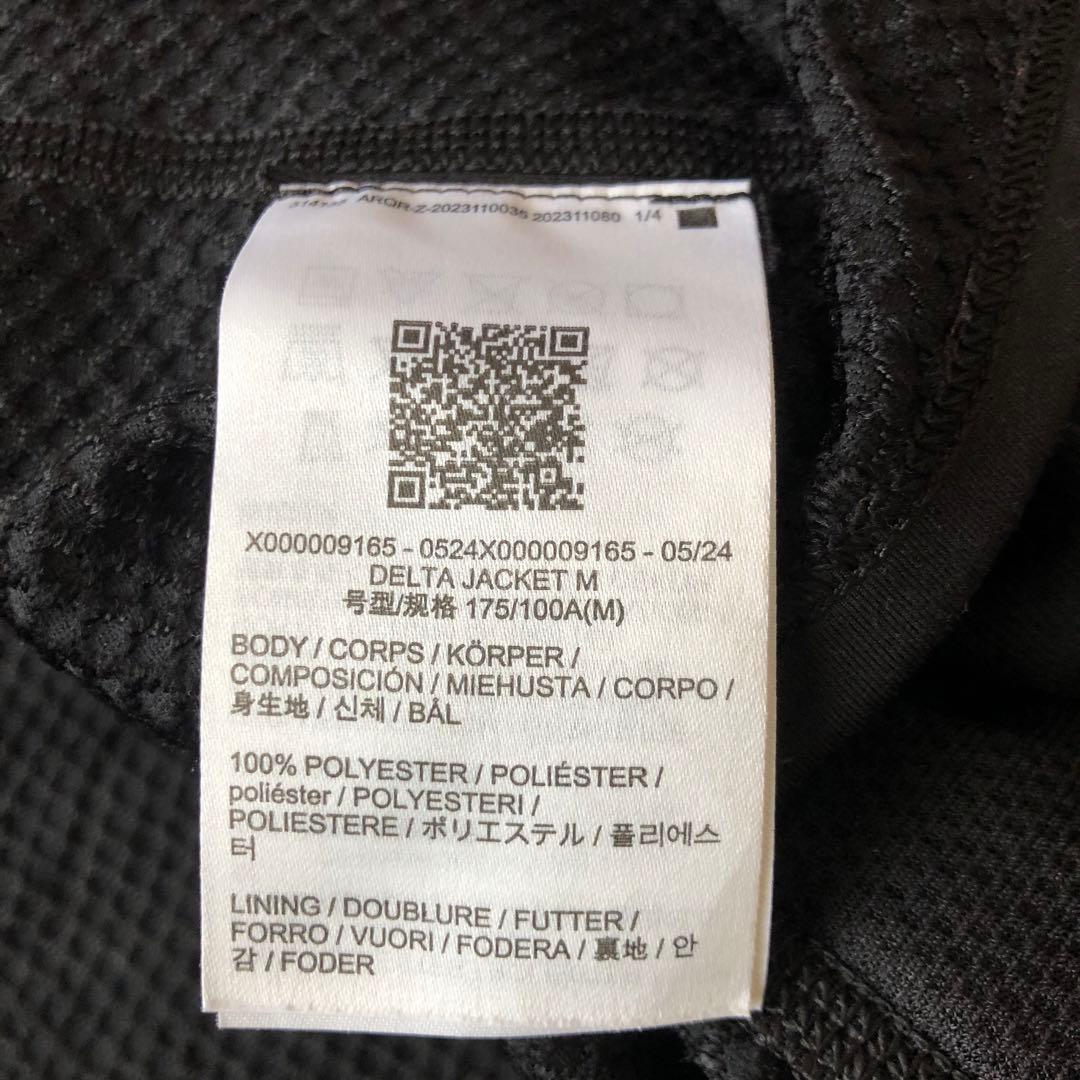 ARQR-Z-2023110035 202311080 1/4
X000009165 - 0524X000009165 - 05/24
DELTA JACKET M
号型/规格 175/100A(M)
BODY / CORPS / KÖRPER /
COMPOSICIÓN / MIEHUSTA / CORPO /
身生地 / 신체 / BÅL
100% POLYESTER / POLIÉSTER /
poliéster / POLYESTERI /
POLIESTERE / ポリエステル / 폴리에스
터
LINING / DOUBLURE / FUTTER /
FORRO / VUORI / FODERA / 裏地 / 안
감 / FODER